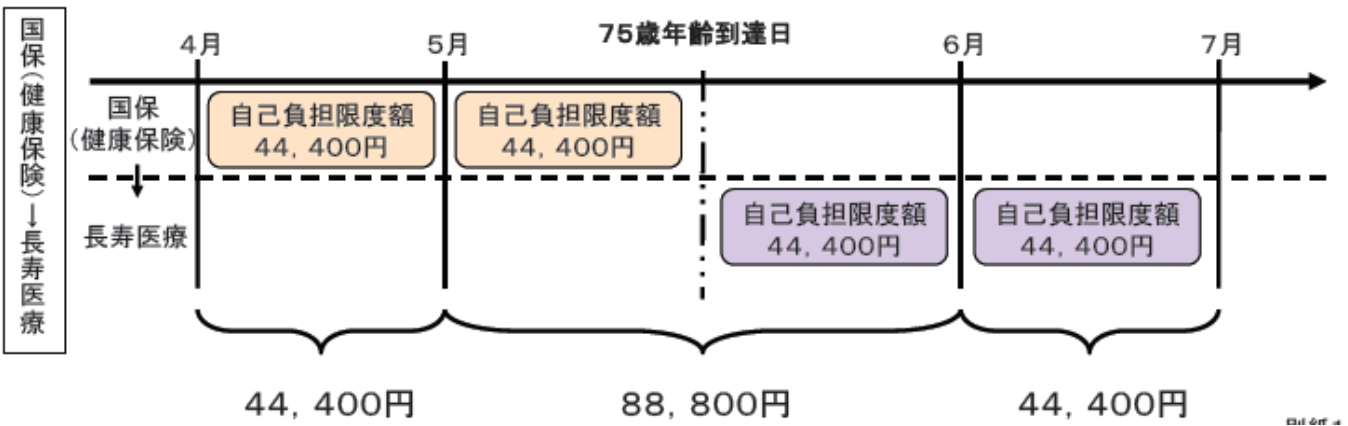 国保(健康保険)→長寿医療
75歳年齢到達日
4月
5月
6月
7月
国保
(健康保険)
長寿医療
自己負担限度額
44,400円
自己負担限度額
44,400円
自己負担限度額
44,400円
自己負担限度額
44,400円
44,400円
88,800円
44,400円